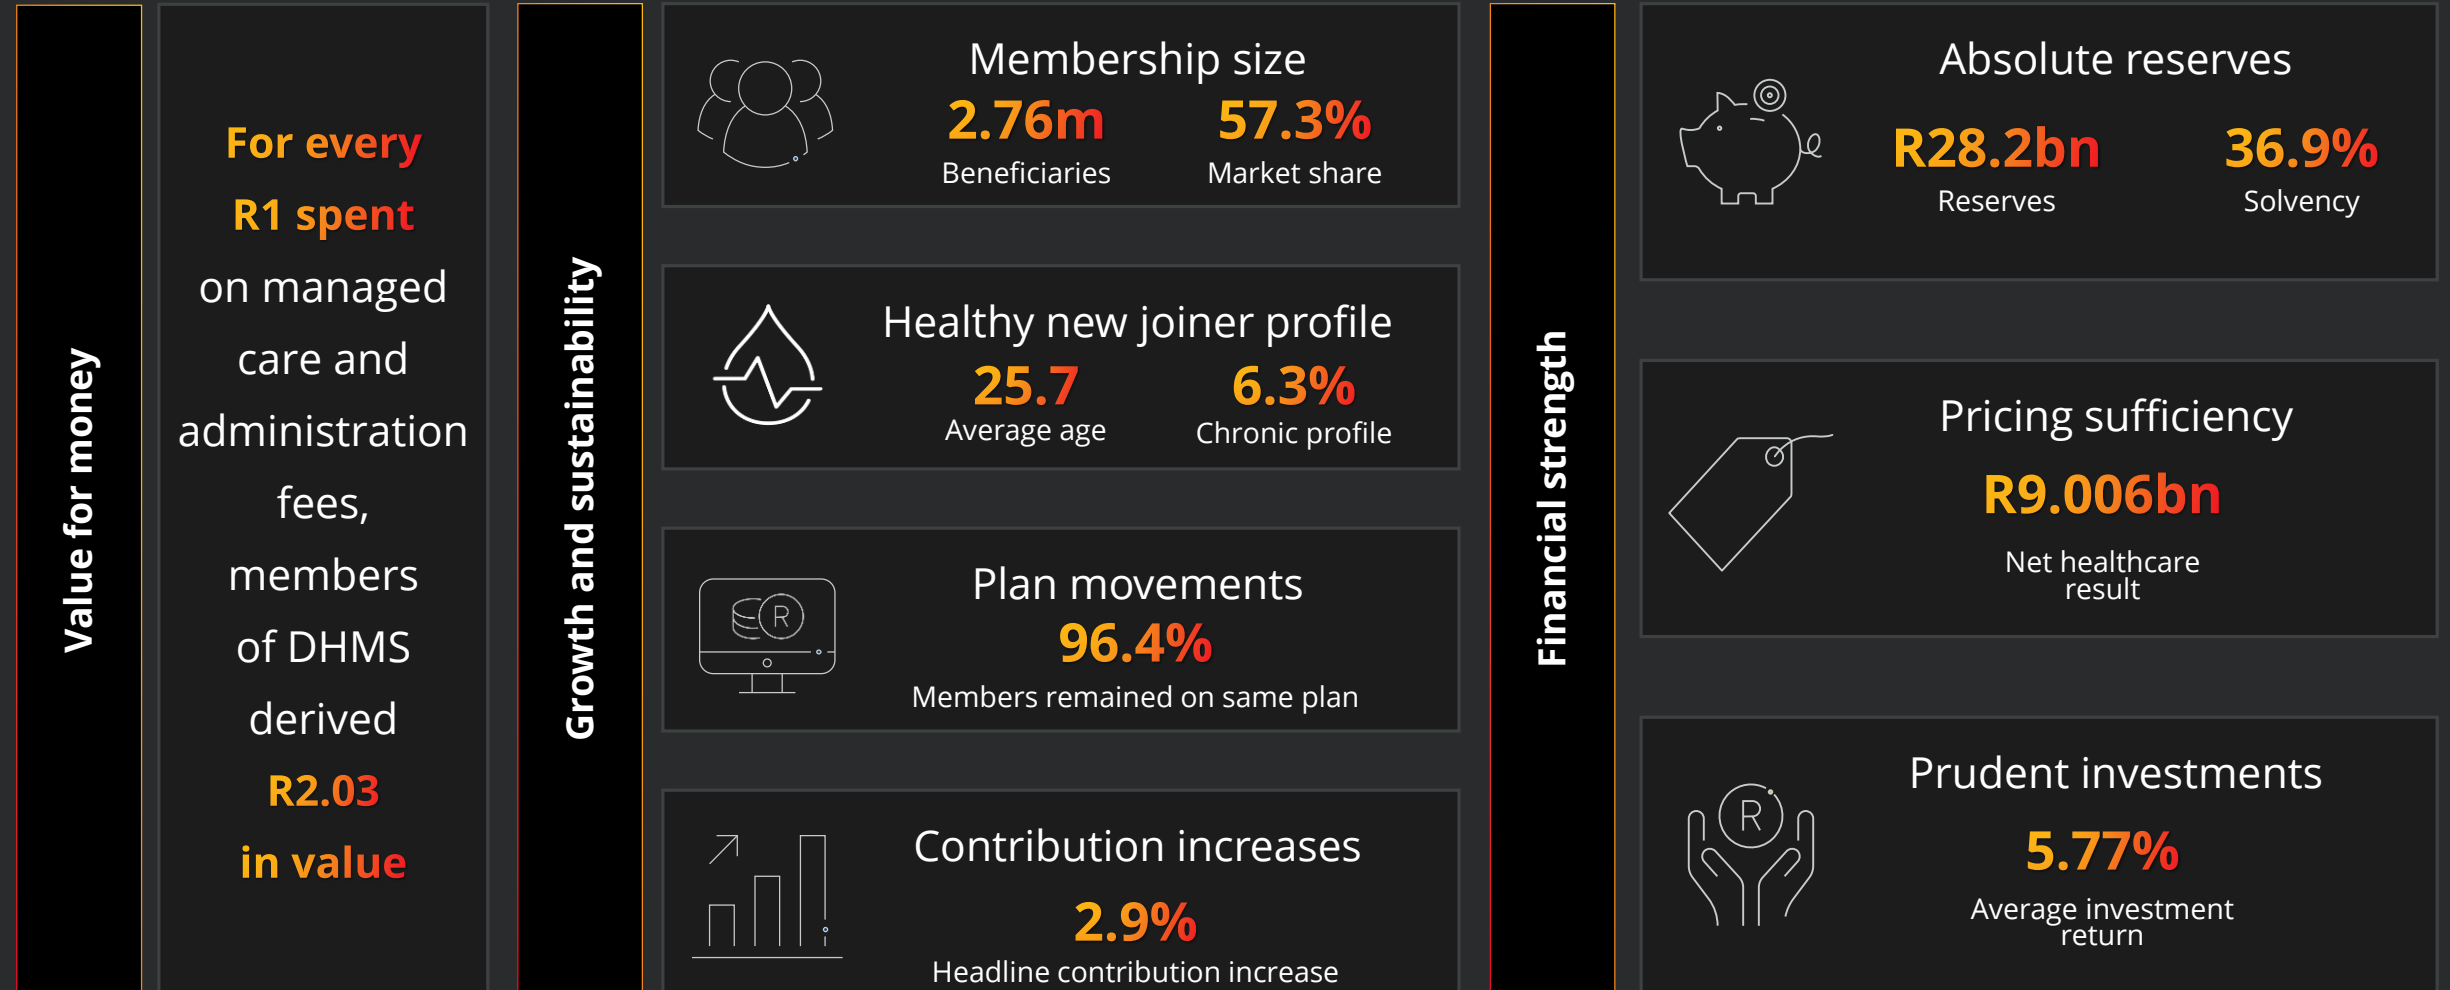 Value for money
For every
R1 spent
on managed
care and
administration
fees,
members
of DHMS
derived
R2.03
in value
Growth and sustainability
Membership size
2.76m 57.3%
Beneficiaries Market share
Healthy new joiner profile
25.7 6.3%
Average age Chronic profile
Plan movements
R
96.4%
Members remained on same plan
Contribution increases
2.9%
Headline contribution increase
Financial strength
Absolute reserves
R28.2bn 36.9%
Reserves Solvency
Pricing sufficiency
R9.006bn
Net healthcare
result
Prudent investments
R
5.77%
Average investment
return